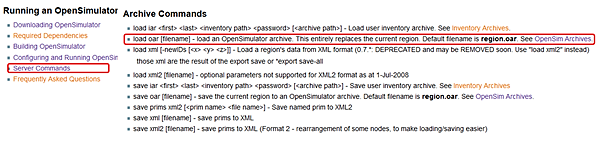 Running an OpenSimulator
Downloading OpenSimulator
Required Dependencies
Building OpenSimulator
Configuring and Running OpenSim
Server Commands
Frequently Asked Questions
Archive Commands
load iar <first> <last> <inventory path> <password> [<archive path>] - Load user inventory archive. See Inventory Archives.
load oar [filename] - load an OpenSimulator archive. This entirely replaces the current region. Default filename is region.oar. See OpenSim Archives.
load xml [-newIDs [<x> <y> <z>]] - Load a region's data from XML format (0.7.*: DEPRECATED and may be REMOVED soon. Use "load xml2" instead)
those xml are the result of the export save or *export save-all
load xml2 [filename] - optional parameters not supported for XML2 format as at 1-Jul-2008
save iar <first> <last> <inventory path> <password> [<archive path>] - Save user inventory archive. See Inventory Archives.
save oar [filename] - save the current region to an OpenSimulator archive. Default filename is region.oar. See OpenSim Archives.
save prims xml2 [<prim name> <file name>] - Save named prim to XML2
save xml [filename] - save prims to XML
save xml2 [filename] - save prims to XML (Format 2 - rearrangement of some nodes, to make loading/saving easier)